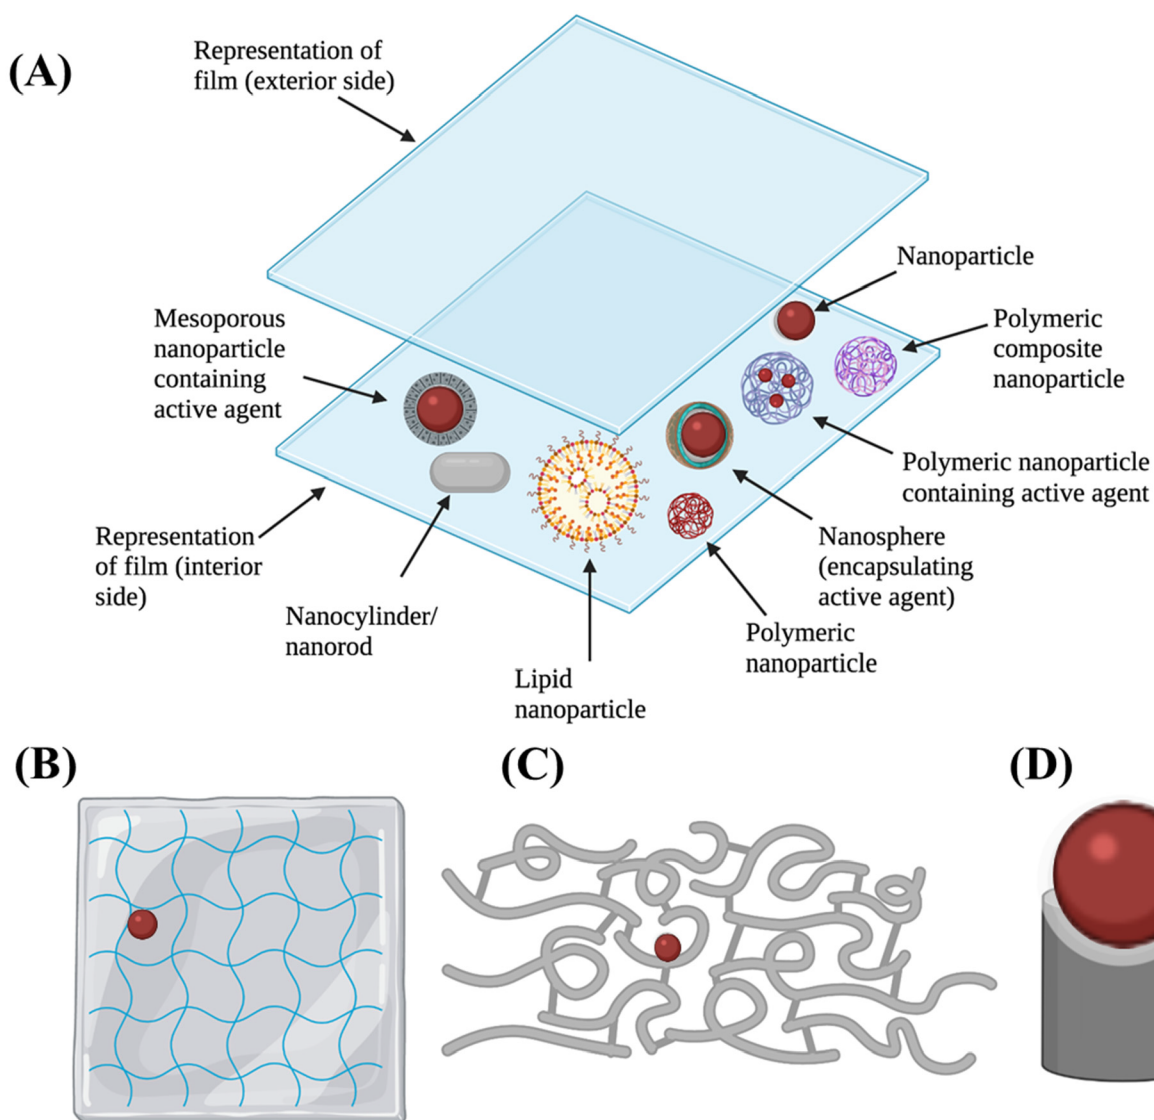 (A)
Representation of
film (exterior side)
Nanoparticle
Mesoporous
nanoparticle
containing
active agent
Polymeric
composite
nanoparticle
Polymeric nanoparticle
containing active agent
Representation
of film (interior
side)
Nanosphere
(encapsulating
active agent)
Nanocylinder/
nanorod
Polymeric
nanoparticle
Lipid
nanoparticle
(B)
(C)
(D)